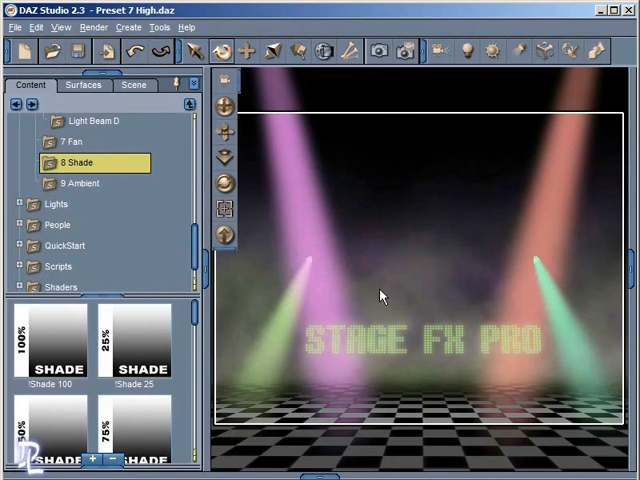 DAZ Studio 2.3 - Preset 7 High.daz
File Edit View Render Create Tools Help
Content Surfaces Scene
Light Beam D
7 Fan
8 Shade
9 Ambient
Lights
People
QuickStart
Scripts
Shaders
100%
SHADE
!Shade 100
25%
SHADE
!Shade 25
50%
SHADE
75%
SHADE
STAGE FX PRO